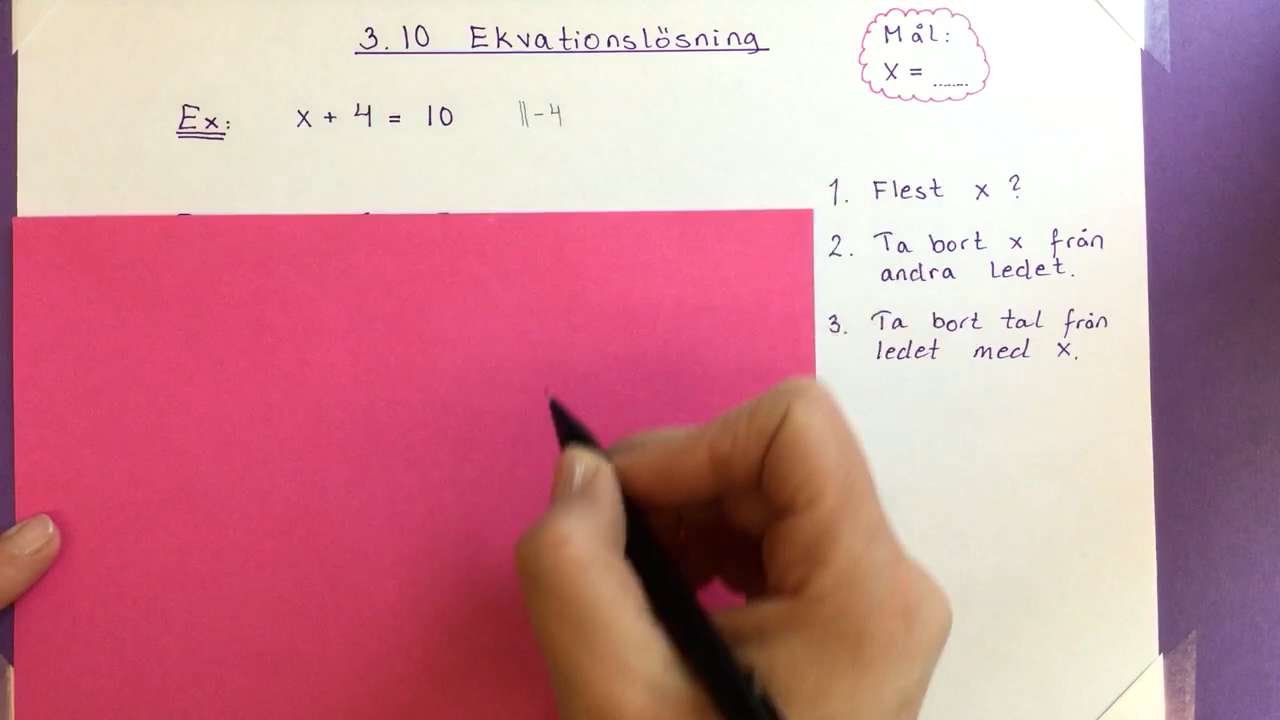 3.10 Ekvationslösning
Mål:
x = ......
Ex: x + 4 = 10 ||-4
1. Flest x ?
2. Ta bort x från
andra ledet.
3. Ta bort tal från
ledet med x.